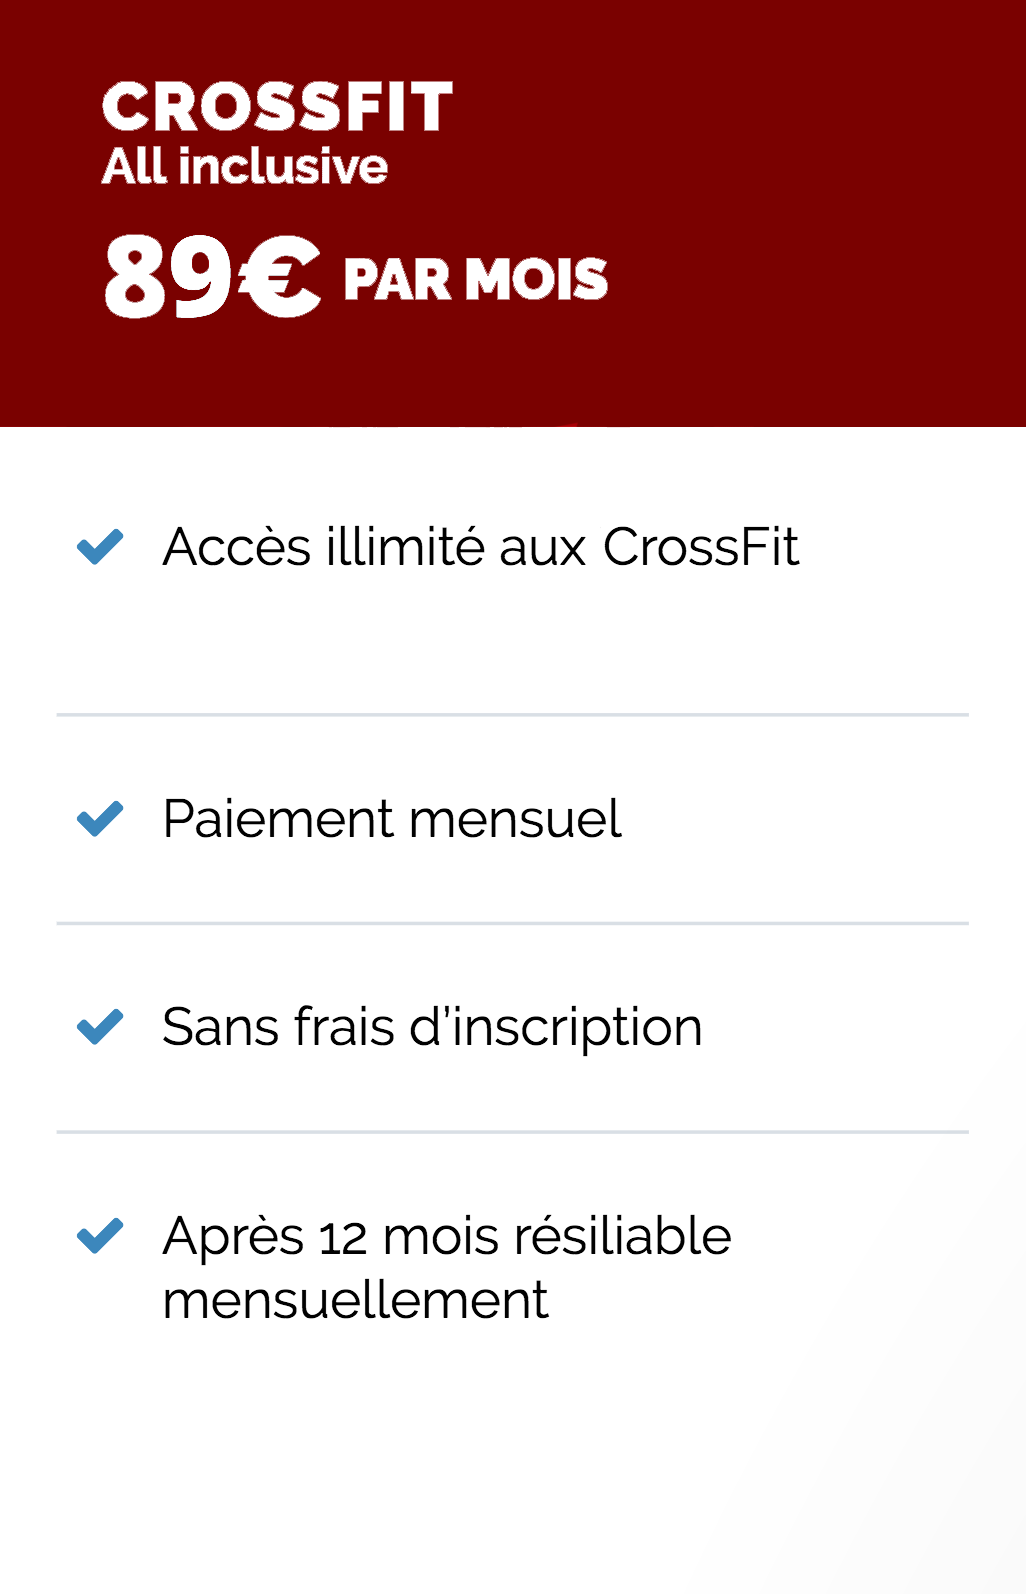 CROSSFIT
All inclusive
89€ PAR MOIS
Accès illimité aux CrossFit
Paiement mensuel
Sans frais d’inscription
Après 12 mois résiliable
mensuellement